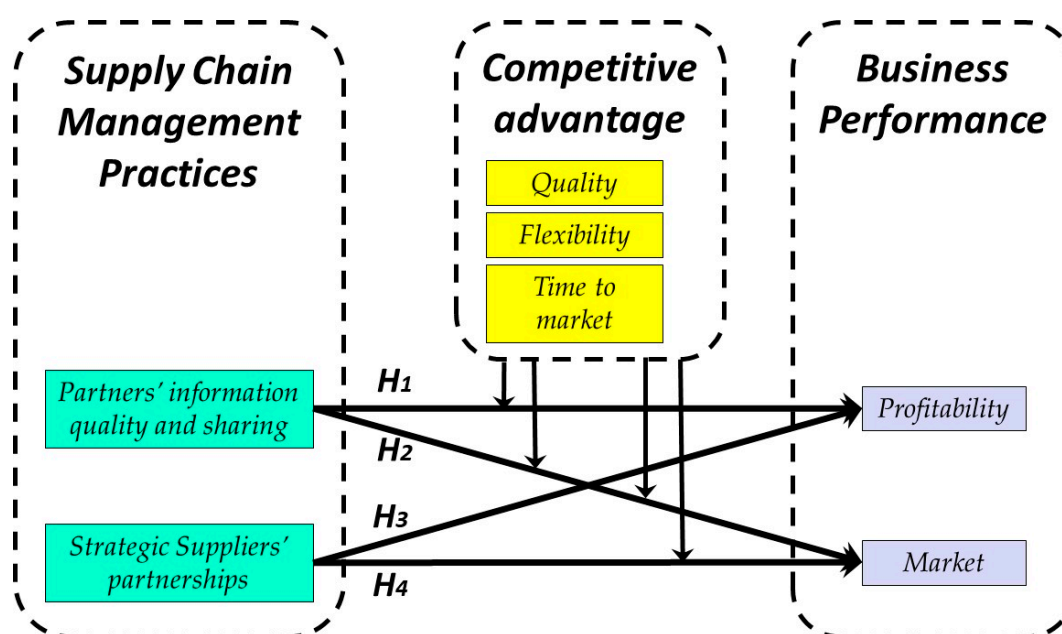 Supply Chain
Management
Practices
Competitive
advantage
Business
Performance
Quality
Flexibility
Time to
market
Partners’ information
quality and sharing
H1
H2
Profitability
Strategic Suppliers’
partnerships
H3
H4
Market